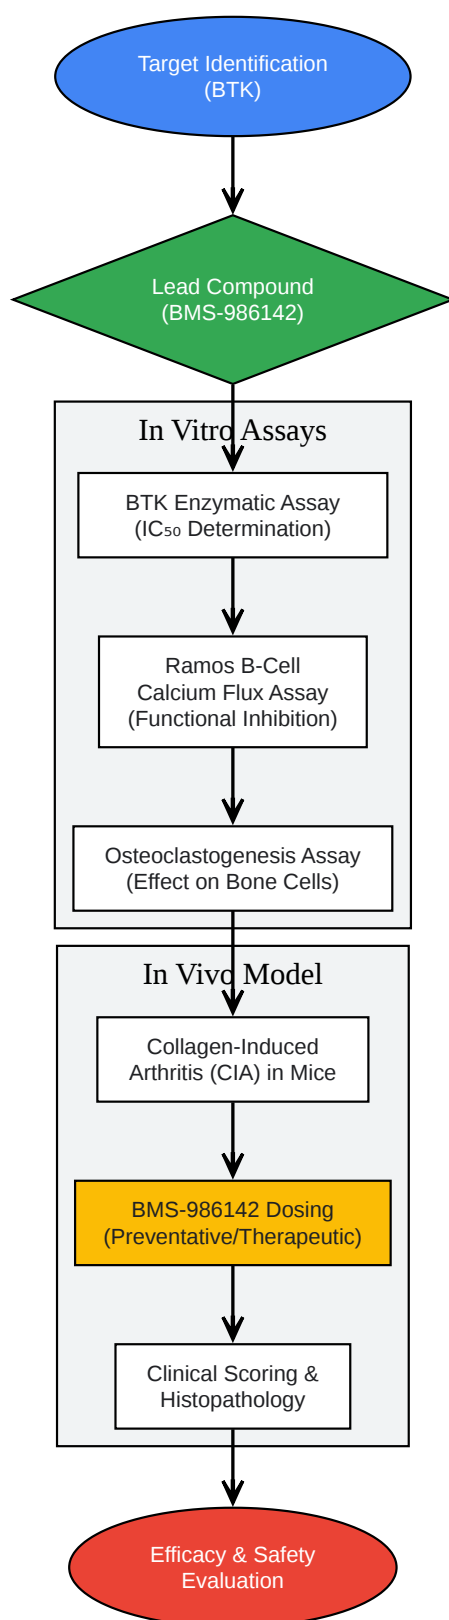 Target Identification
(BTK)
Lead Compound
(BMS-986142)
In Vitro Assays
BTK Enzymatic Assay
(IC₅₀ Determination)
Ramos B-Cell
Calcium Flux Assay
(Functional Inhibition)
Osteoclastogenesis Assay
(Effect on Bone Cells)
In Vivo Model
Collagen-Induced
Arthritis (CIA) in Mice
BMS-986142 Dosing
(Preventative/Therapeutic)
Clinical Scoring &
Histopathology
Efficacy & Safety
Evaluation